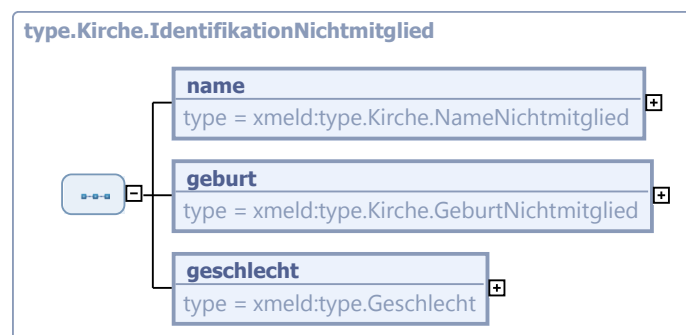 type.Kirche.IdentifikationNichtmitglied
name
type = xmeld:type.Kirche.NameNichtmitglied
geburt
type = xmeld:type.Kirche.GeburtNichtmitglied
geschlecht
type = xmeld:type.Geschlecht